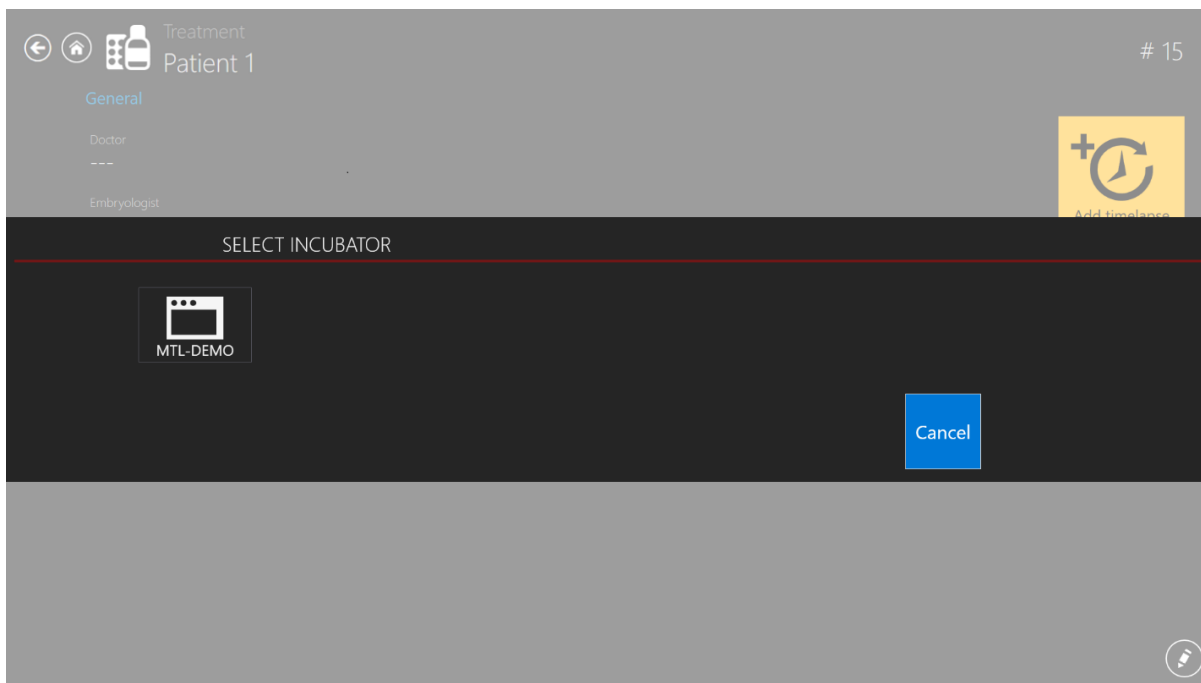 Treatment
Patient 1
# 15
General
Doctor
---
Embryologist
Add timelapse
SELECT INCUBATOR
MTL-DEMO
Cancel